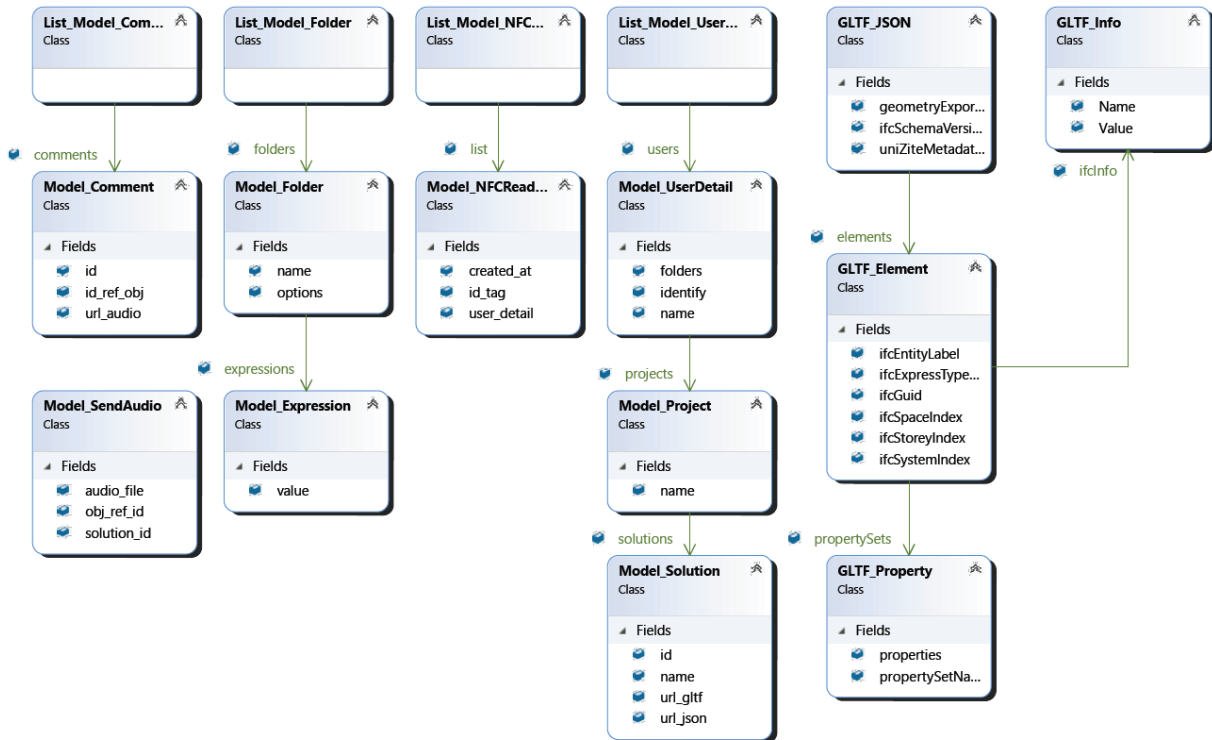 List_Model_Com...
Class
comments
Model_Comment
Class
Fields
id
id_ref_obj
url_audio
Model_SendAudio
Class
Fields
audio_file
obj_ref_id
solution_id
List_Model_Folder
Class
folders
Model_Folder
Class
Fields
name
options
expressions
Model_Expression
Class
Fields
value
List_Model_NFC...
Class
list
Model_NFCRead...
Class
Fields
created_at
id_tag
user_detail
List_Model_User...
Class
users
Model_UserDetail
Class
Fields
folders
identify
name
projects
Model_Project
Class
Fields
name
solutions
Model_Solution
Class
Fields
id
name
url_gltf
url_json
GLTF_JSON
Class
Fields
geometryExpor...
ifcSchemaVersi...
uniZiteMetadat...
elements
GLTF_Element
Class
Fields
ifcEntityLabel
ifcExpressType...
ifcGuid
ifcSpaceIndex
ifcStoreyIndex
ifcSystemIndex
propertySets
GLTF_Property
Class
Fields
properties
propertySetNa...
GLTF_Info
Class
Fields
Name
Value
ifcInfo